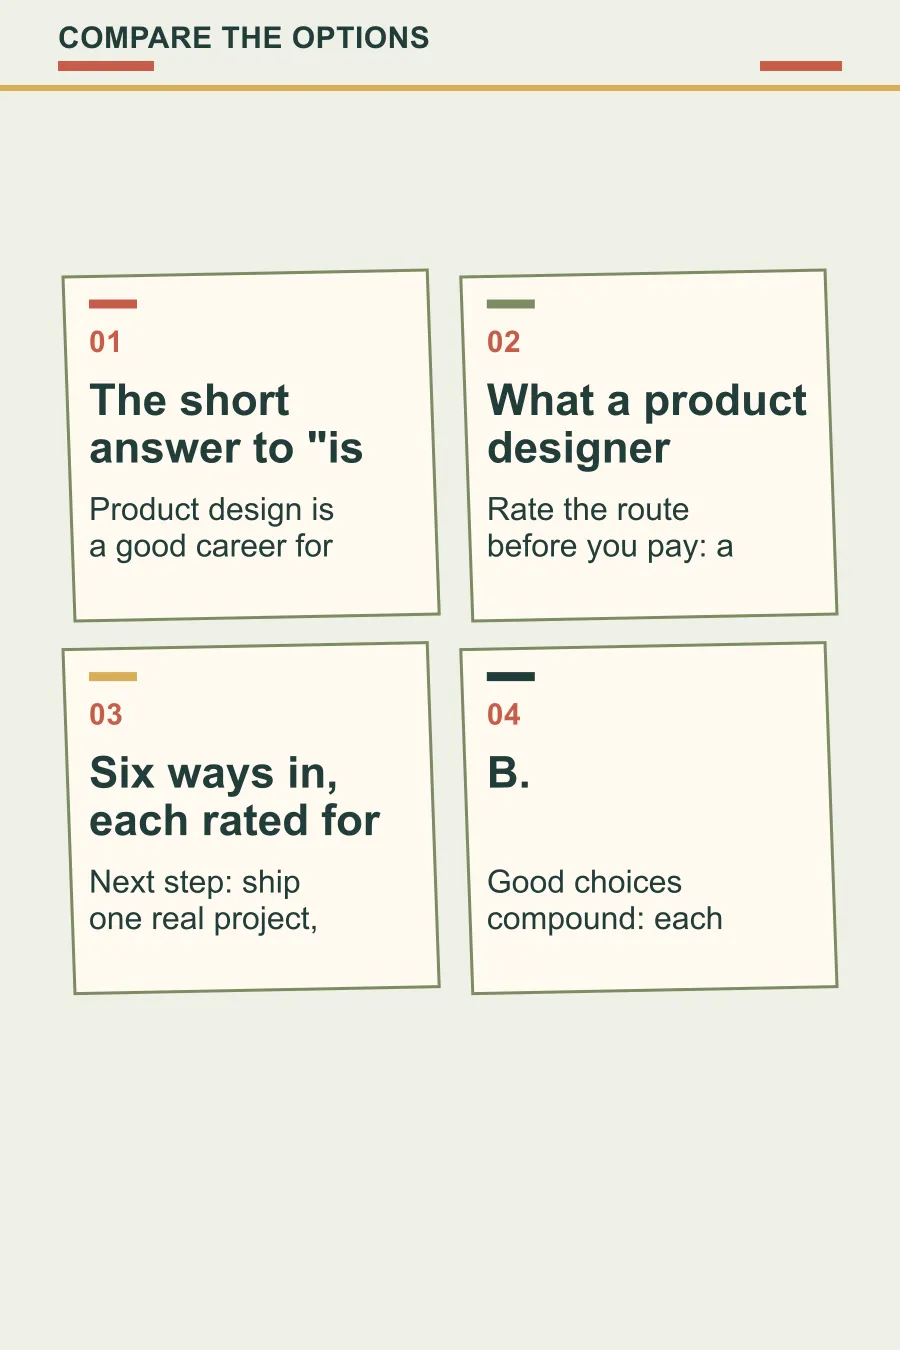 COMPARE THE OPTIONS
01
The short
answer to "is
Product design is
a good career for
02
What a product
designer
Rate the route
before you pay: a
03
Six ways in,
each rated for
Next step: ship
one real project,
04
B.
Good choices
compound: each